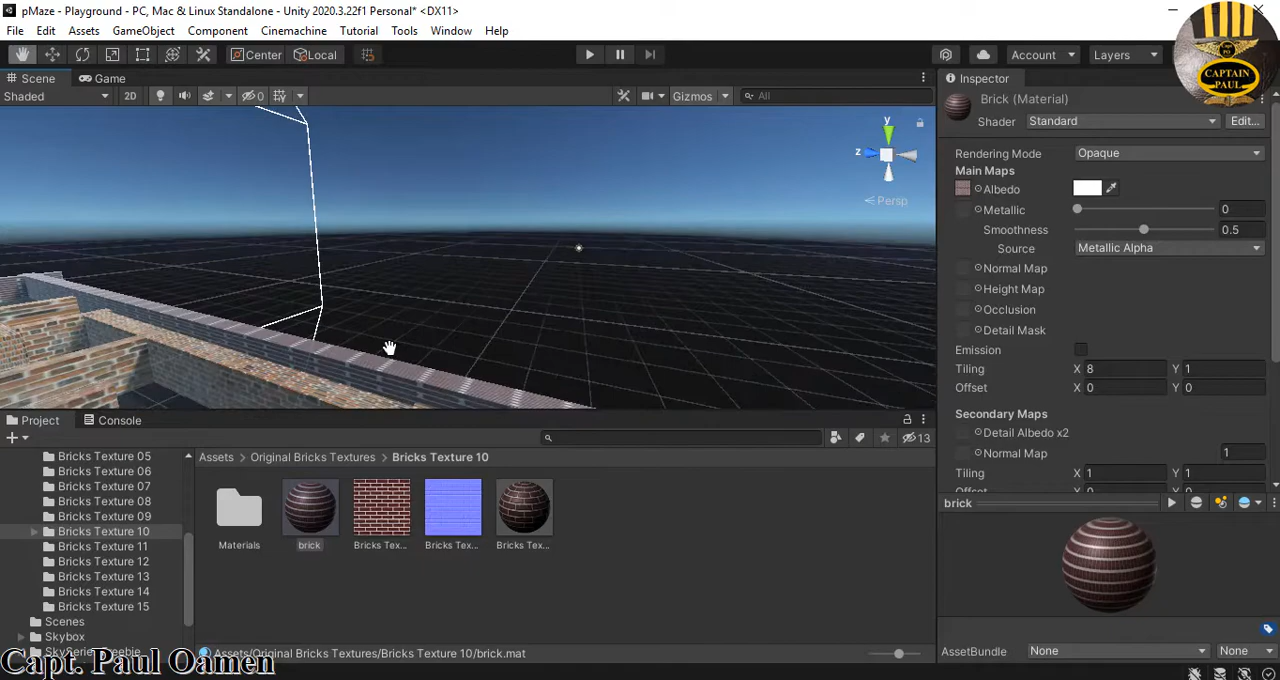 pMaze - Playground - PC, Mac & Linux Standalone - Unity 2020.3.22f1 Personal* <DX11>
File Edit Assets GameObject Component Cinemachine Tutorial Tools Window Help
Center Local Account Layers
CAPTAIN
PAUL
Scene Game Inspector
Shaded 2D 0 Gizmos All
Brick (Material)
Shader Standard Edit...
y
z
Persp
Rendering Mode Opaque
Main Maps
Albedo
Metallic 0
Smoothness 0.5
Source Metallic Alpha
Normal Map
Height Map
Occlusion
Detail Mask
Emission
Tiling X 8 Y 1
Offset X 0 Y 0
Secondary Maps
Detail Albedo x2
Normal Map 1
Tiling X 1 Y 1
Offset X 0 Y 0
Project Console
13
Assets > Original Bricks Textures > Bricks Texture 10
Bricks Texture 05
Bricks Texture 06
Bricks Texture 07
Bricks Texture 08
Bricks Texture 09
Bricks Texture 10
Bricks Texture 11
Bricks Texture 12
Bricks Texture 13
Bricks Texture 14
Bricks Texture 15
Scenes
Skybox
SkySeries Freebie
Materials brick Bricks Tex... Bricks Tex... Bricks Tex...
Assets/Original Bricks Textures/Bricks Texture 10/brick.mat
brick
AssetBundle None None
Capt. Paul Oamen